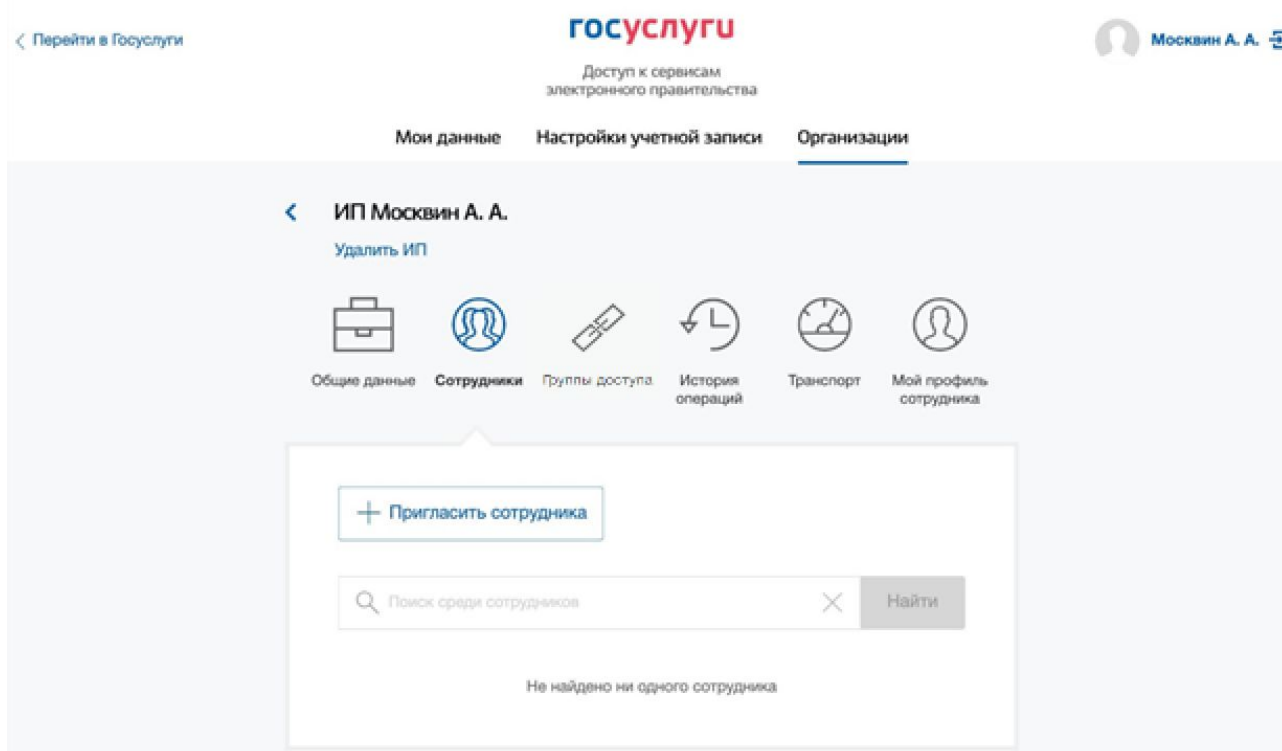 Перейти в Госуслуги
госуслуги
Москвин А. А.
Доступ к сервисам
электронного правительства
Мои данные Настройки учетной записи Организации
ИП Москвин А. А.
Удалить ИП
Общие данные Сотрудники Группы доступа История операций Транспорт Мой профиль сотрудника
Пригласить сотрудника
Поиск среди сотрудников Найти
Не найдено ни одного сотрудника